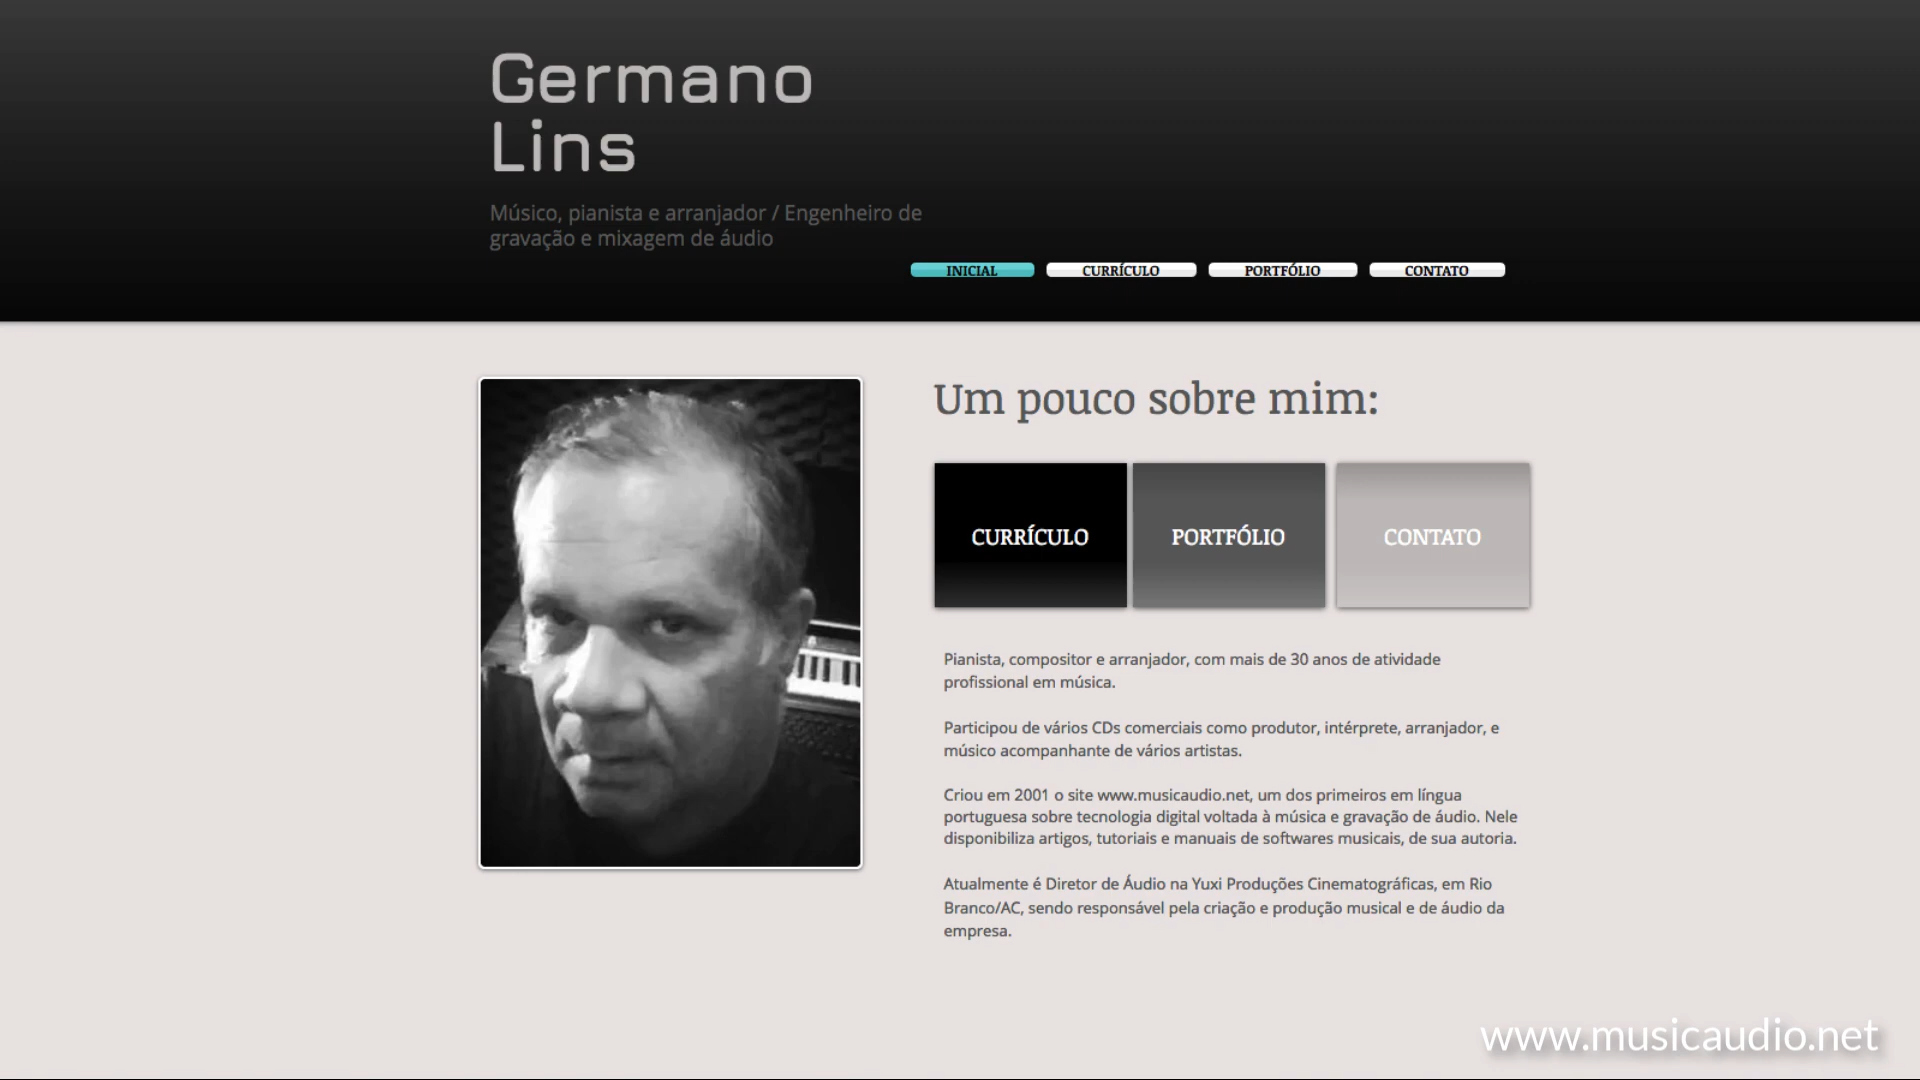 Germano
Lins
Músico, pianista e arranjador / Engenheiro de
gravação e mixagem de áudio
INICIAL CURRÍCULO PORTFÓLIO CONTATO
Um pouco sobre mim:
CURRÍCULO PORTFÓLIO CONTATO
Pianista, compositor e arranjador, com mais de 30 anos de atividade
profissional em música.
Participou de vários CDs comerciais como produtor, intérprete, arranjador, e
músico acompanhante de vários artistas.
Criou em 2001 o site www.musicaudio.net, um dos primeiros em língua
portuguesa sobre tecnologia digital voltada à música e gravação de áudio. Nele
disponibiliza artigos, tutoriais e manuais de softwares musicais, de sua autoria.
Atualmente é Diretor de Áudio na Yuxi Produções Cinematográficas, em Rio
Branco/AC, sendo responsável pela criação e produção musical e de áudio da
empresa.
www.musicaudio.net